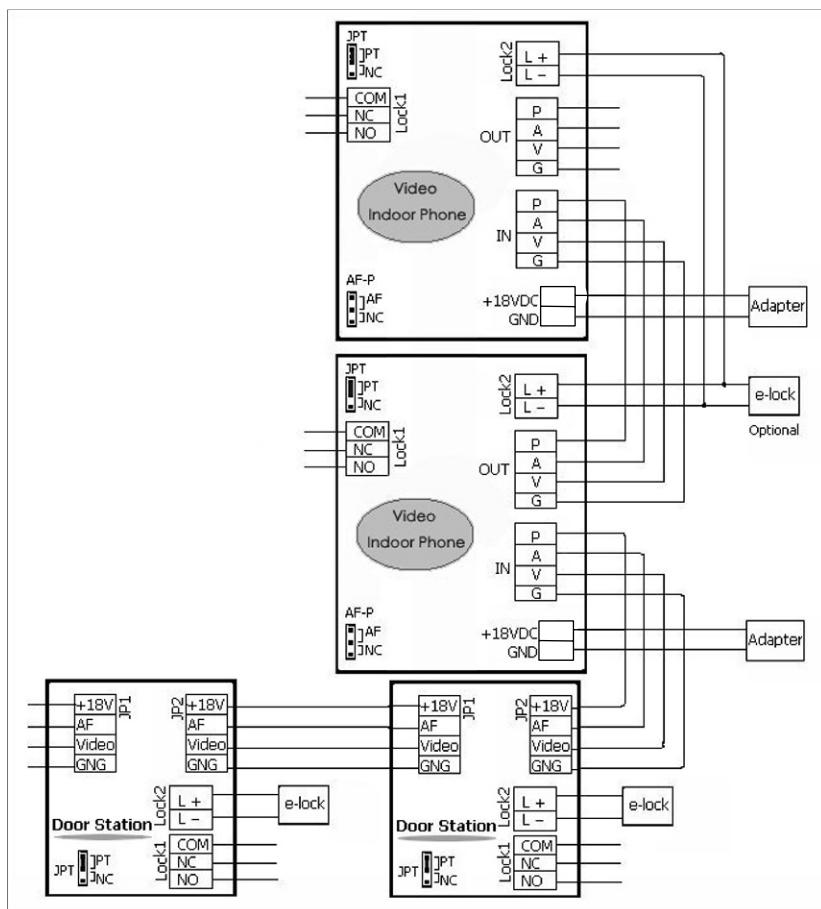 JPT
PT
NC
COM
NC
NO
Lock1
Lock2
L +
L -
OUT
P
A
V
G
Video
Indoor Phone
IN
P
A
V
G
AF-P
AF
NC
+18VDC
GND
Adapter
JPT
PT
NC
COM
NC
NO
Lock1
Lock2
L +
L -
e-lock
Optional
OUT
P
A
V
G
Video
Indoor Phone
IN
P
A
V
G
AF-P
AF
NC
+18VDC
GND
Adapter
+18V
AF
Video
GNG
JP1
JP2
+18V
AF
Video
GNG
Lock2
L +
L -
e-lock
Door Station
Lock1
COM
NC
NO
JPT
PT
NC
+18V
AF
Video
GNG
JP1
JP2
+18V
AF
Video
GNG
Lock2
L +
L -
e-lock
Door Station
Lock1
COM
NC
NO
JPT
PT
NC